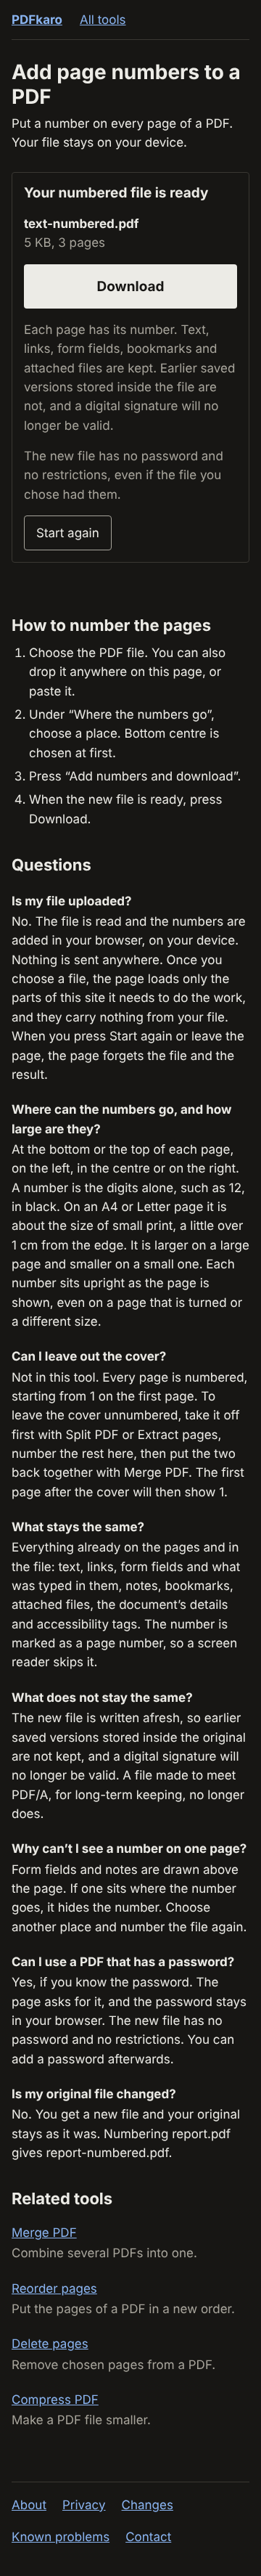 PDFkaro All tools
Add page numbers to a
PDF
Put a number on every page of a PDF.
Your file stays on your device.
Your numbered file is ready
text-numbered.pdf
5 KB, 3 pages
Download
Each page has its number. Text,
links, form fields, bookmarks and
attached files are kept. Earlier saved
versions stored inside the file are
not, and a digital signature will no
longer be valid.
The new file has no password and
no restrictions, even if the file you
chose had them.
Start again
How to number the pages
1. Choose the PDF file. You can also
drop it anywhere on this page, or
paste it.
2. Under “Where the numbers go”,
choose a place. Bottom centre is
chosen at first.
3. Press “Add numbers and download”.
4. When the new file is ready, press
Download.
Questions
Is my file uploaded?
No. The file is read and the numbers are
added in your browser, on your device.
Nothing is sent anywhere. Once you
choose a file, the page loads only the
parts of this site it needs to do the work,
and they carry nothing from your file.
When you press Start again or leave the
page, the page forgets the file and the
result.
Where can the numbers go, and how
large are they?
At the bottom or the top of each page,
on the left, in the centre or on the right.
A number is the digits alone, such as 12,
in black. On an A4 or Letter page it is
about the size of small print, a little over
1 cm from the edge. It is larger on a large
page and smaller on a small one. Each
number sits upright as the page is
shown, even on a page that is turned or
a different size.
Can I leave out the cover?
Not in this tool. Every page is numbered,
starting from 1 on the first page. To
leave the cover unnumbered, take it off
first with Split PDF or Extract pages,
number the rest here, then put the two
back together with Merge PDF. The first
page after the cover will then show 1.
What stays the same?
Everything already on the pages and in
the file: text, links, form fields and what
was typed in them, notes, bookmarks,
attached files, the document’s details
and accessibility tags. The number is
marked as a page number, so a screen
reader skips it.
What does not stay the same?
The new file is written afresh, so earlier
saved versions stored inside the original
are not kept, and a digital signature will
no longer be valid. A file made to meet
PDF/A, for long-term keeping, no longer
does.
Why can’t I see a number on one page?
Form fields and notes are drawn above
the page. If one sits where the number
goes, it hides the number. Choose
another place and number the file again.
Can I use a PDF that has a password?
Yes, if you know the password. The
page asks for it, and the password stays
in your browser. The new file has no
password and no restrictions. You can
add a password afterwards.
Is my original file changed?
No. You get a new file and your original
stays as it was. Numbering report.pdf
gives report-numbered.pdf.
Related tools
Merge PDF
Combine several PDFs into one.
Reorder pages
Put the pages of a PDF in a new order.
Delete pages
Remove chosen pages from a PDF.
Compress PDF
Make a PDF file smaller.
About Privacy Changes
Known problems Contact